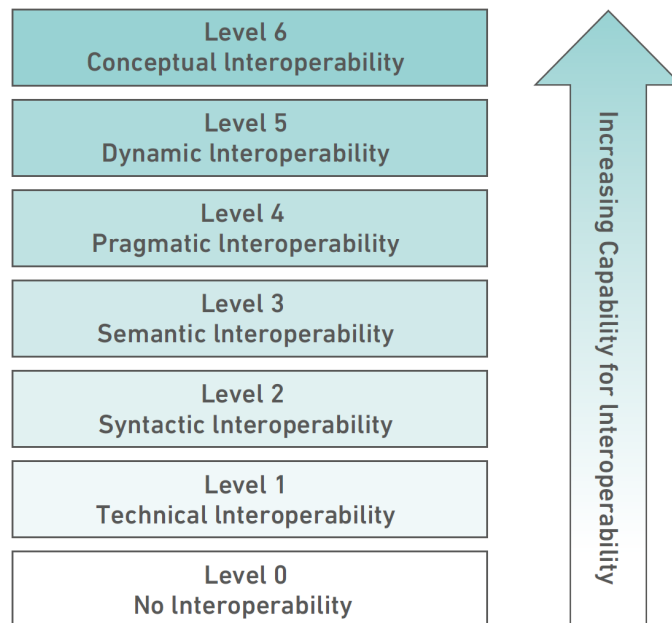 Level 6
Conceptual Interoperability
Level 5
Dynamic Interoperability
Level 4
Pragmatic Interoperability
Level 3
Semantic Interoperability
Level 2
Syntactic Interoperability
Level 1
Technical Interoperability
Level 0
No Interoperability
Increasing Capability for Interoperability